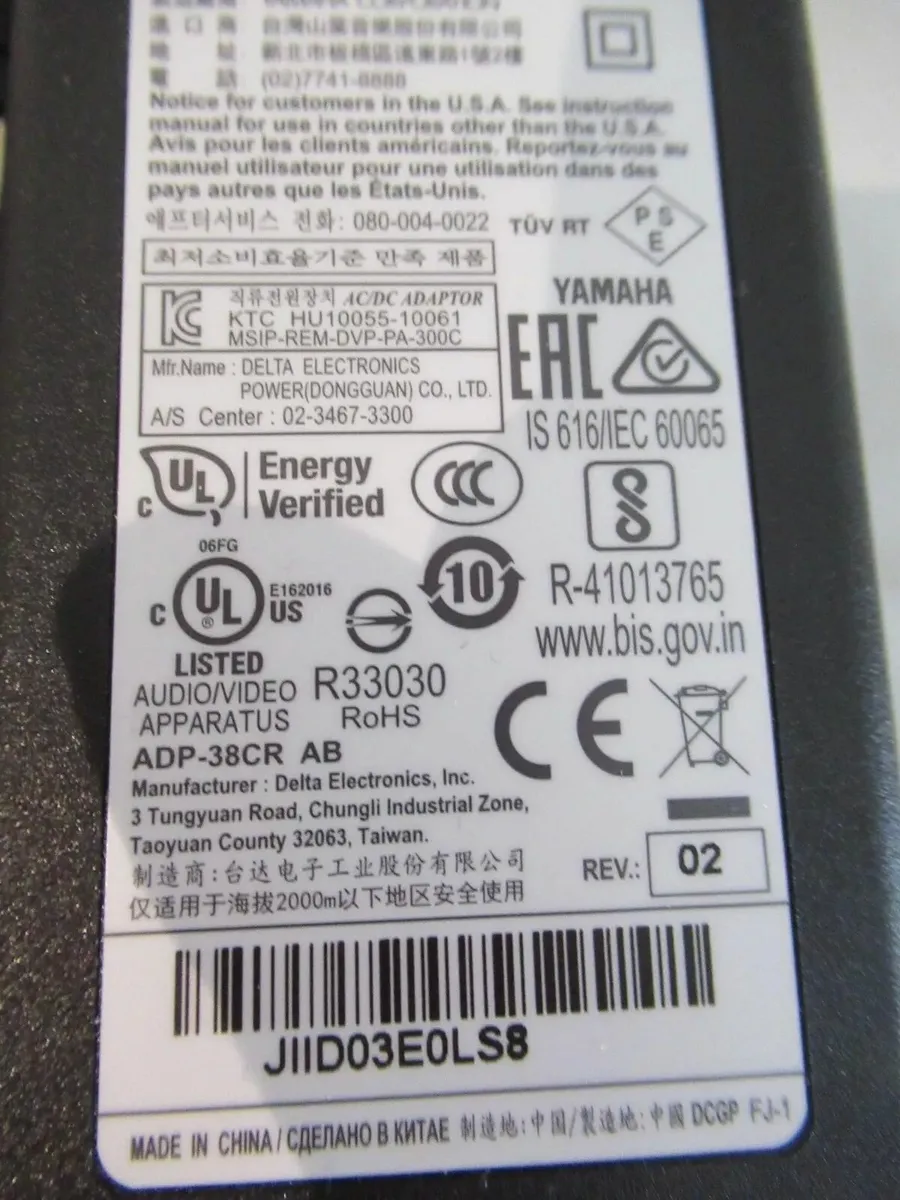 進口商 台灣山葉音樂股份有限公司
地址 新北市板橋區遠東路1號2樓
電話 (02)7741-8888
Notice for customers in the U.S.A. See instruction
manual for use in countries other than the U.S.A.
Avis pour les clients américains. Reportez-vous au
manuel utilisateur pour une utilisation dans des
pays autres que les États-Unis.
애프터서비스 전화: 080-004-0022
TÜV RT
PS
E
최저소비효율기준 만족 제품
YAMAHA
직류전원장치 AC/DC ADAPTOR
KTC HU10055-10061
MSIP-REM-DVP-PA-300C
EAC
Mfr.Name : DELTA ELECTRONICS
POWER(DONGGUAN) CO., LTD.
A/S Center : 02-3467-3300
IS 616/IEC 60065
c UL
Energy
Verified
CCC
06FG
c UL ® US
E162016
LISTED
10
R-41013765
www.bis.gov.in
AUDIO/VIDEO
APPARATUS
R33030
RoHS
CE
ADP-38CR AB
Manufacturer : Delta Electronics, Inc.
3 Tungyuan Road, Chungli Industrial Zone,
Taoyuan County 32063, Taiwan.
制造商:台达电子工业股份有限公司
仅适用于海拔2000m以下地区安全使用
REV.: 02
JIID03E0LS8
MADE IN CHINA / СДЕЛАНО В КИТАЕ 制造地:中国/製造地:中國 DCGP FJ-1